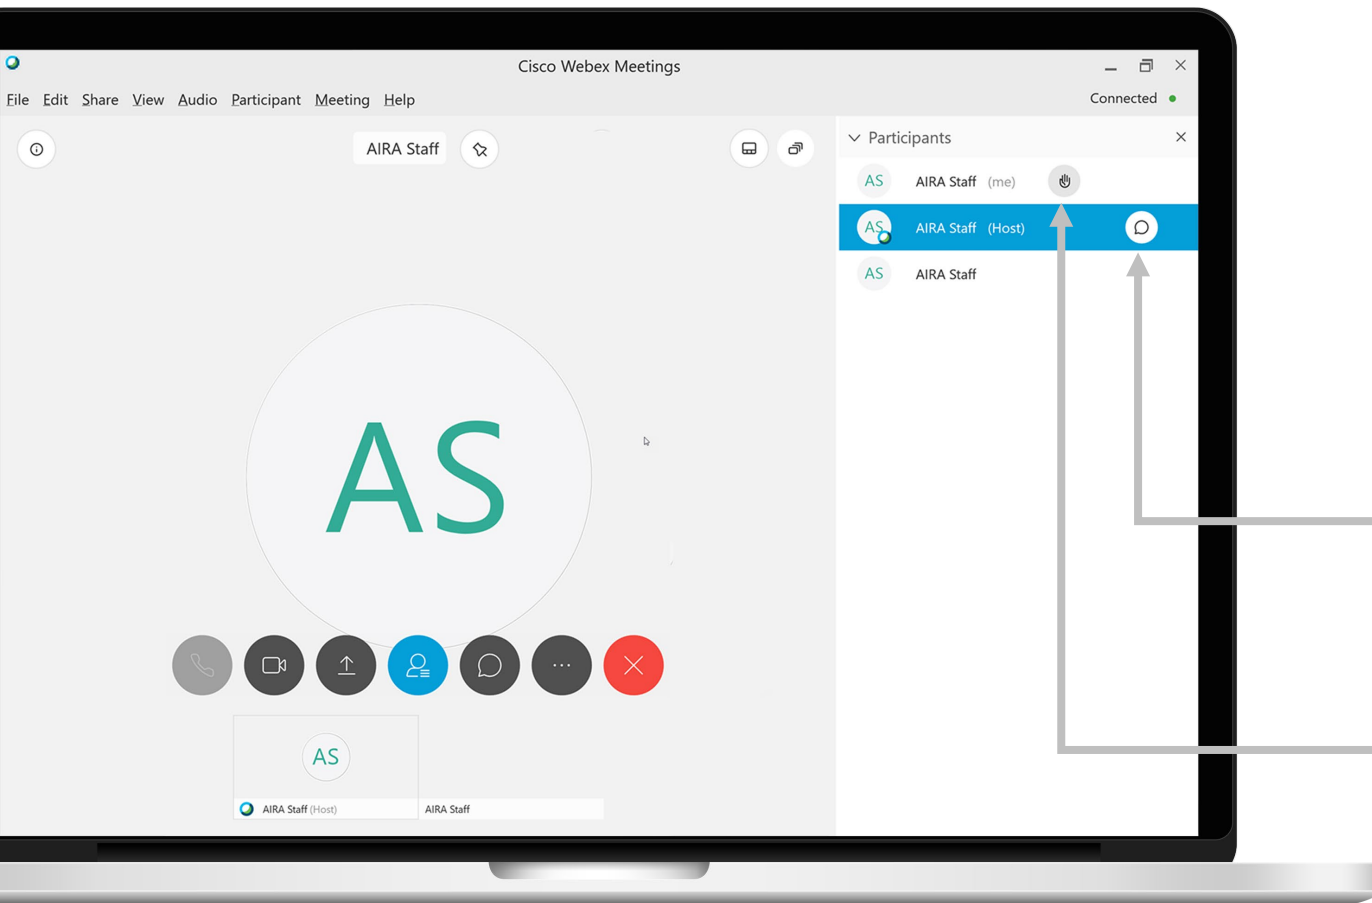 Cisco Webex Meetings
File Edit Share View Audio Participant Meeting Help
Connected
AIRA Staff
Participants
AS AIRA Staff (me)
AS AIRA Staff (Host)
AS AIRA Staff
AS
AS
AIRA Staff (Host)
AIRA Staff